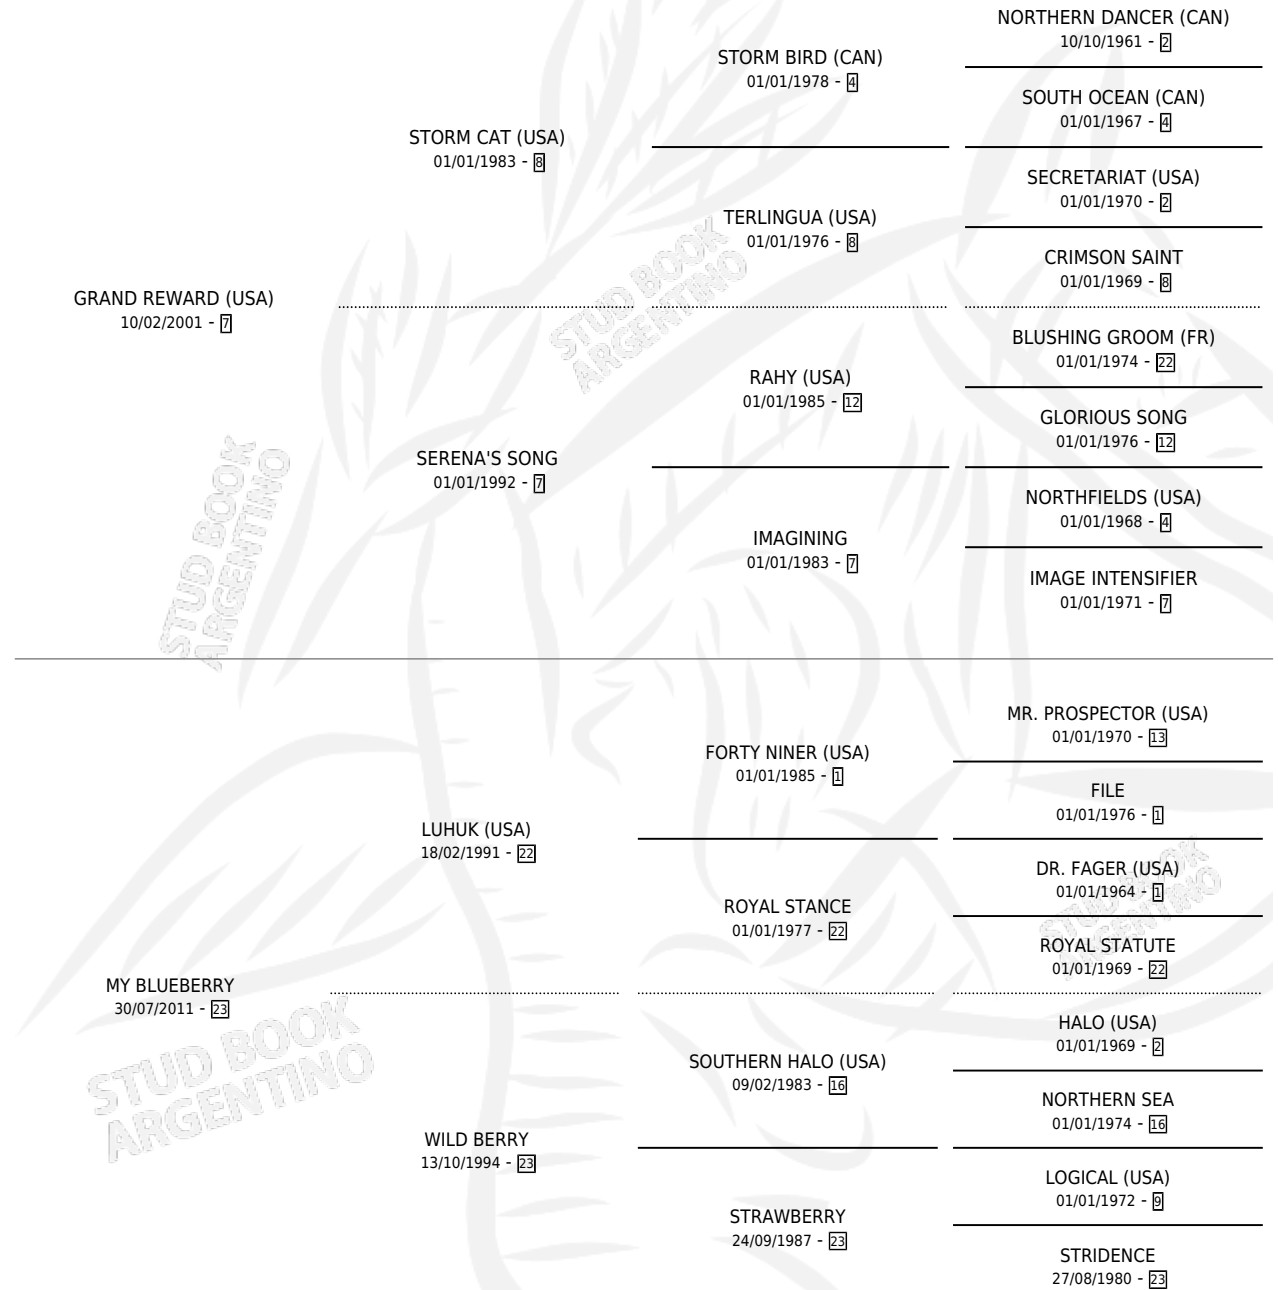 NORTHERN DANCER (CAN)
10/10/1961 - 2
STORM BIRD (CAN)
01/01/1978 - 4
SOUTH OCEAN (CAN)
01/01/1967 - 4
STORM CAT (USA)
01/01/1983 - 8
SECRETARIAT (USA)
01/01/1970 - 2
TERLINGUA (USA)
01/01/1976 - 8
CRIMSON SAINT
01/01/1969 - 8
GRAND REWARD (USA)
10/02/2001 - 7
BLUSHING GROOM (FR)
01/01/1974 - 22
RAHY (USA)
01/01/1985 - 12
GLORIOUS SONG
01/01/1976 - 12
SERENA'S SONG
01/01/1992 - 7
NORTHFIELDS (USA)
01/01/1968 - 4
IMAGINING
01/01/1983 - 7
IMAGE INTENSIFIER
01/01/1971 - 7
STUD BOOK
ARGENTINO
STUD BOOK
ARGENTINO
MR. PROSPECTOR (USA)
01/01/1970 - 13
FORTY NINER (USA)
01/01/1985 - 1
FILE
01/01/1976 - 1
LUHUK (USA)
18/02/1991 - 22
DR. FAGER (USA)
01/01/1964 - 1
ROYAL STANCE
01/01/1977 - 22
ROYAL STATUTE
01/01/1969 - 22
MY BLUEBERRY
30/07/2011 - 23
HALO (USA)
01/01/1969 - 2
SOUTHERN HALO (USA)
09/02/1983 - 16
NORTHERN SEA
01/01/1974 - 16
WILD BERRY
13/10/1994 - 23
LOGICAL (USA)
01/01/1972 - 9
STRAWBERRY
24/09/1987 - 23
STRIDENCE
27/08/1980 - 23
STUD BOOK
ARGENTINO
STUD BOOK
ARGENTINO